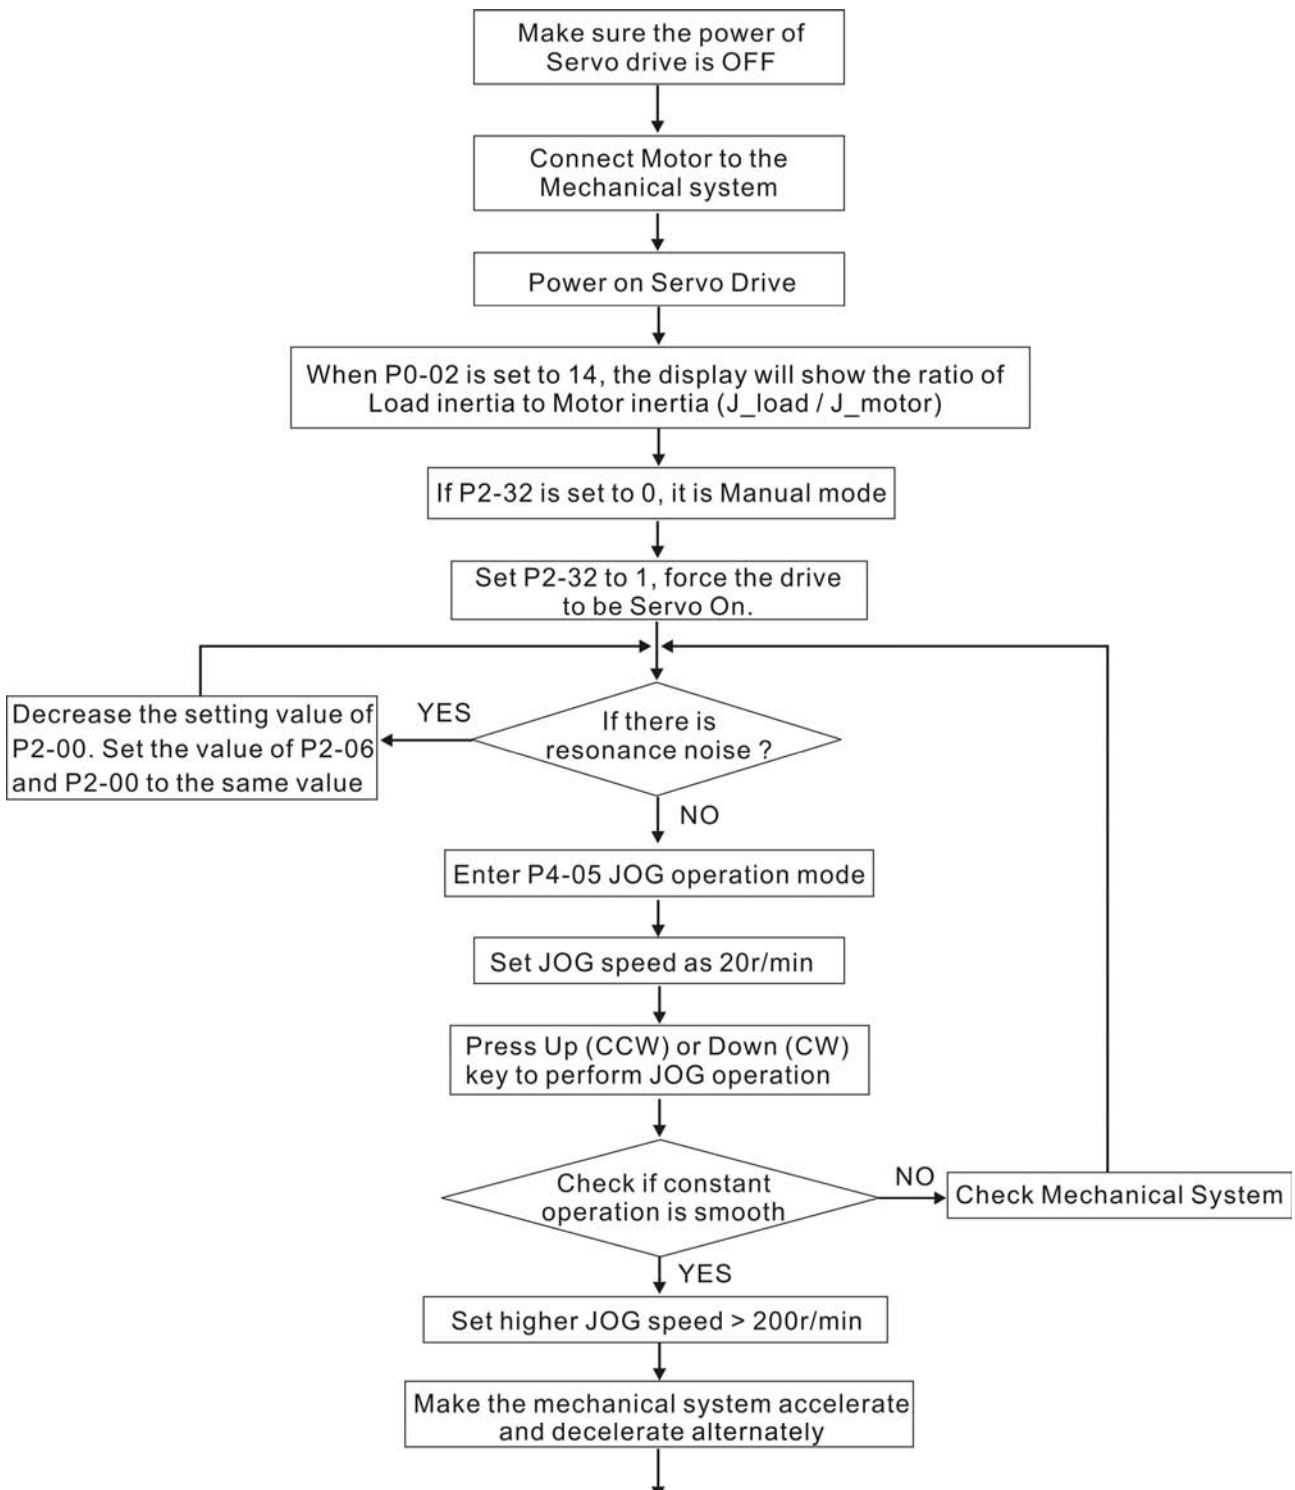 Make sure the power of
Servo drive is OFF
Connect Motor to the
Mechanical system
Power on Servo Drive
When P0-02 is set to 14, the display will show the ratio of
Load inertia to Motor inertia (J_load / J_motor)
If P2-32 is set to 0, it is Manual mode
Set P2-32 to 1, force the drive
to be Servo On.
If there is
resonance noise ?
YES
Decrease the setting value of
P2-00. Set the value of P2-06
and P2-00 to the same value
NO
Enter P4-05 JOG operation mode
Set JOG speed as 20r/min
Press Up (CCW) or Down (CW)
key to perform JOG operation
Check if constant
operation is smooth
NO
Check Mechanical System
YES
Set higher JOG speed > 200r/min
Make the mechanical system accelerate
and decelerate alternately